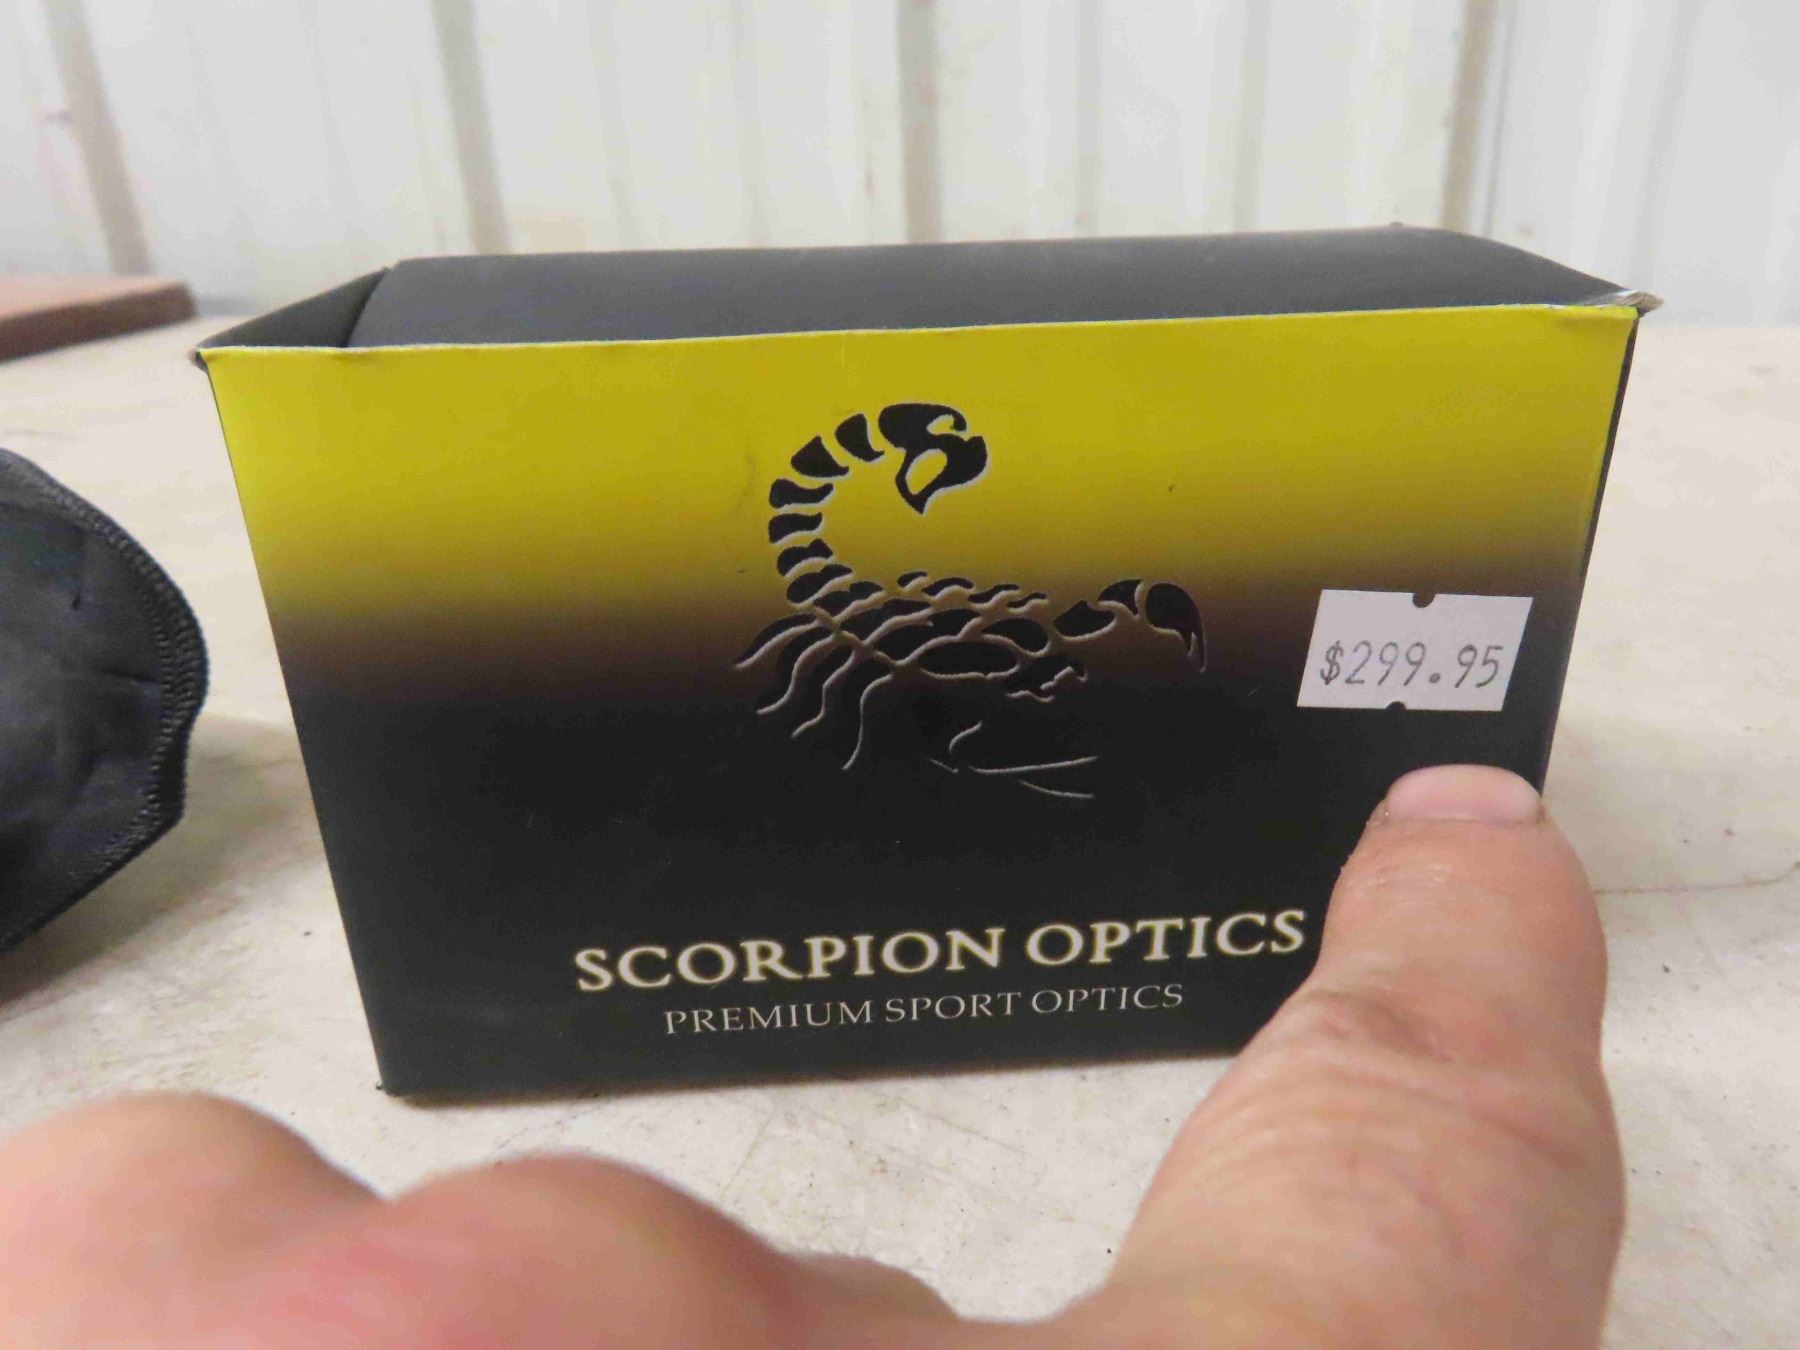 $299.95
SCORPION OPTICS
PREMIUM SPORT OPTICS